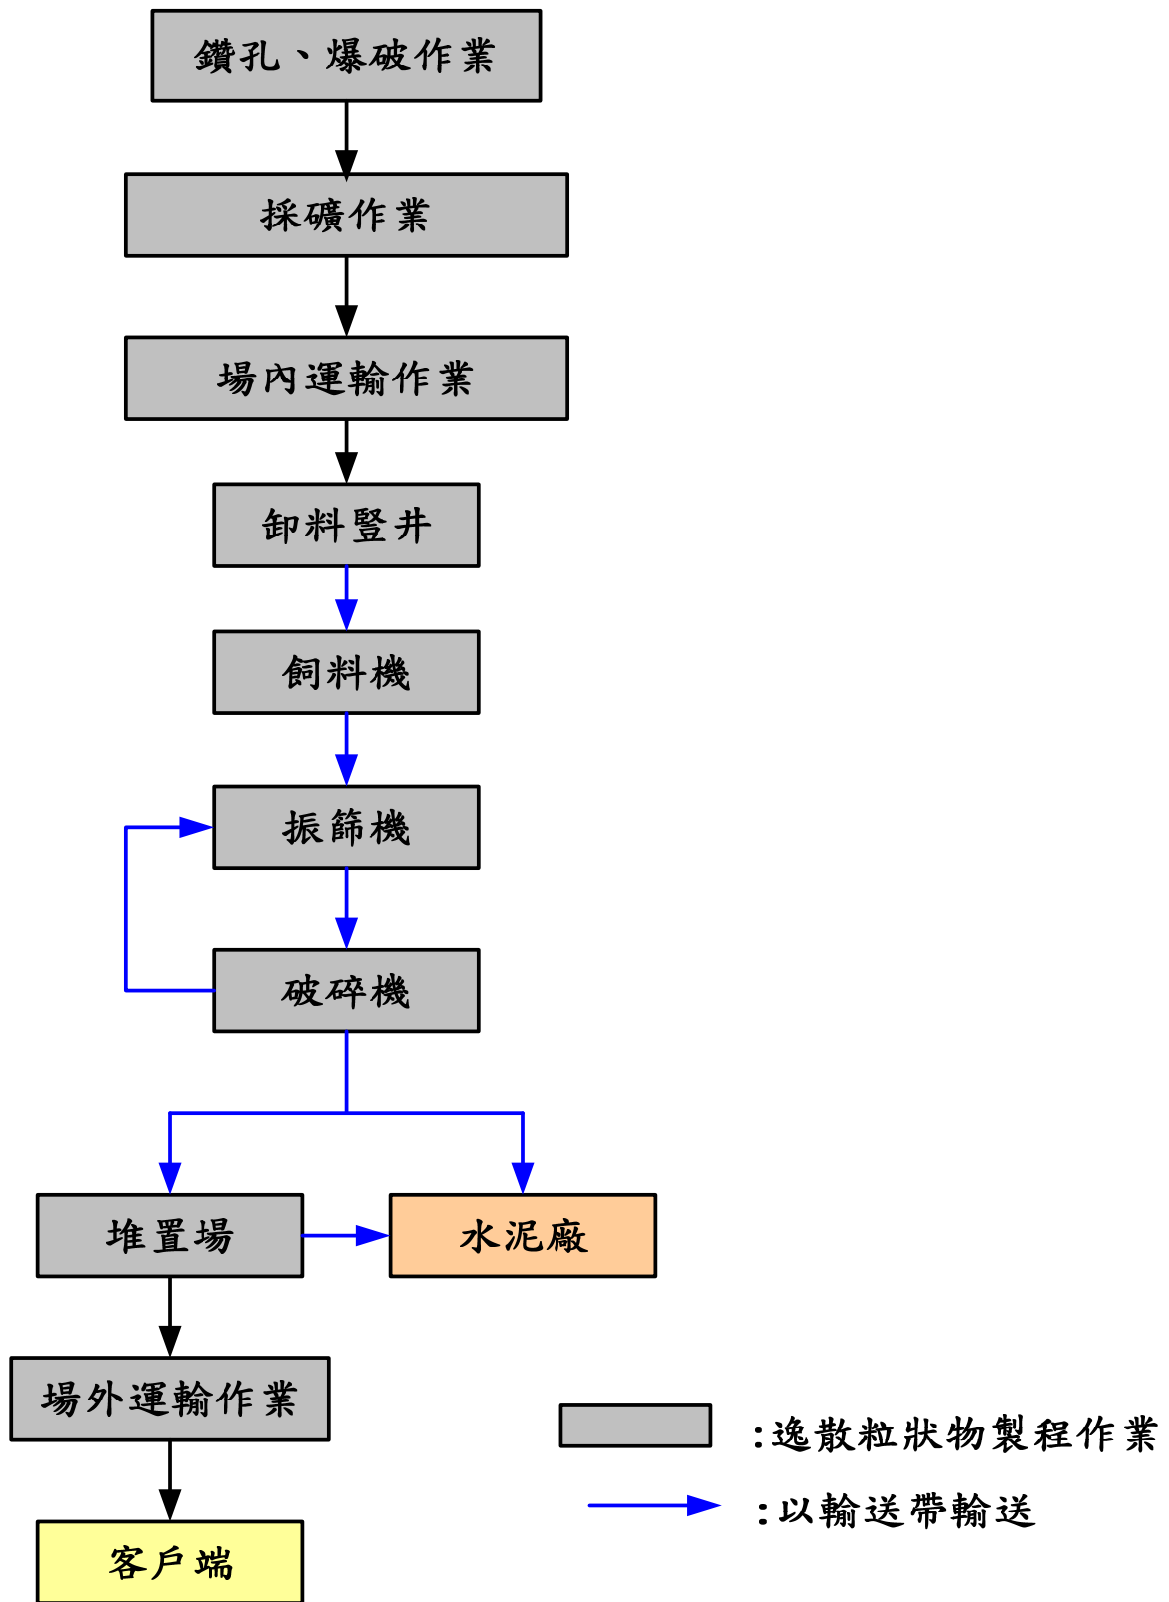 鑽孔、爆破作業
採礦作業
場內運輸作業
卸料豎井
飼料機
振篩機
破碎機
堆置場
水泥廠
場外運輸作業
:逸散粒狀物製程作業
:以輸送帶輸送
客戶端